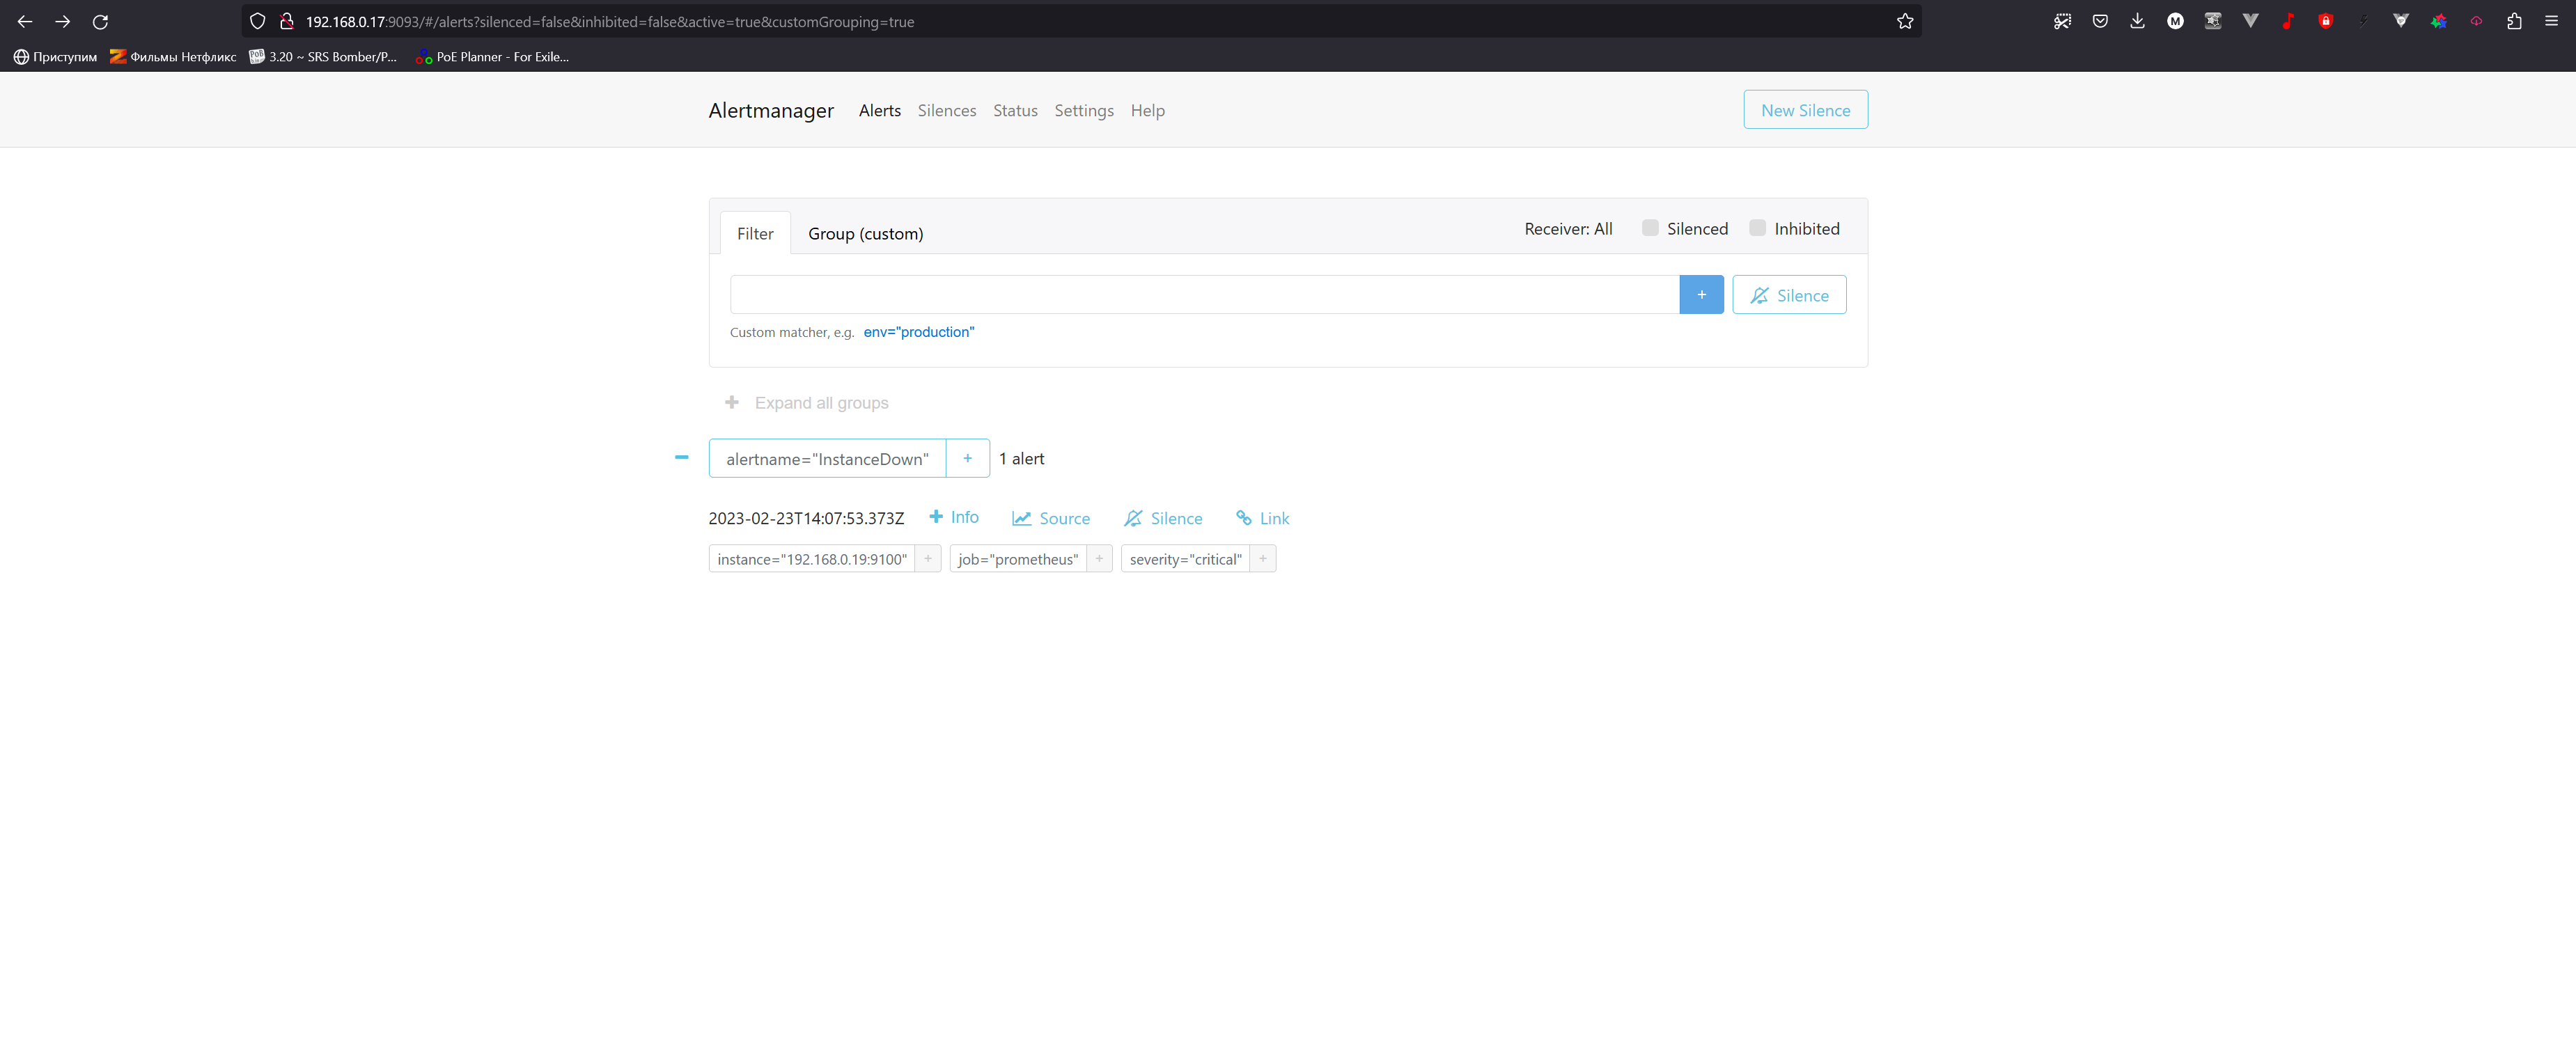 192.168.0.17:9093/#/alerts?silenced=false&inhibited=false&active=true&customGrouping=true
Приступим Фильмы Нетфликс 3.20 ~ SRS Bomber/P... PoE Planner - For Exile...
Alertmanager Alerts Silences Status Settings Help New Silence
Filter Group (custom) Receiver: All Silenced Inhibited
+ Silence
Custom matcher, e.g. env="production"
+ Expand all groups
alertname="InstanceDown" + 1 alert
2023-02-23T14:07:53.373Z + Info Source Silence Link
instance="192.168.0.19:9100" + job="prometheus" + severity="critical" +